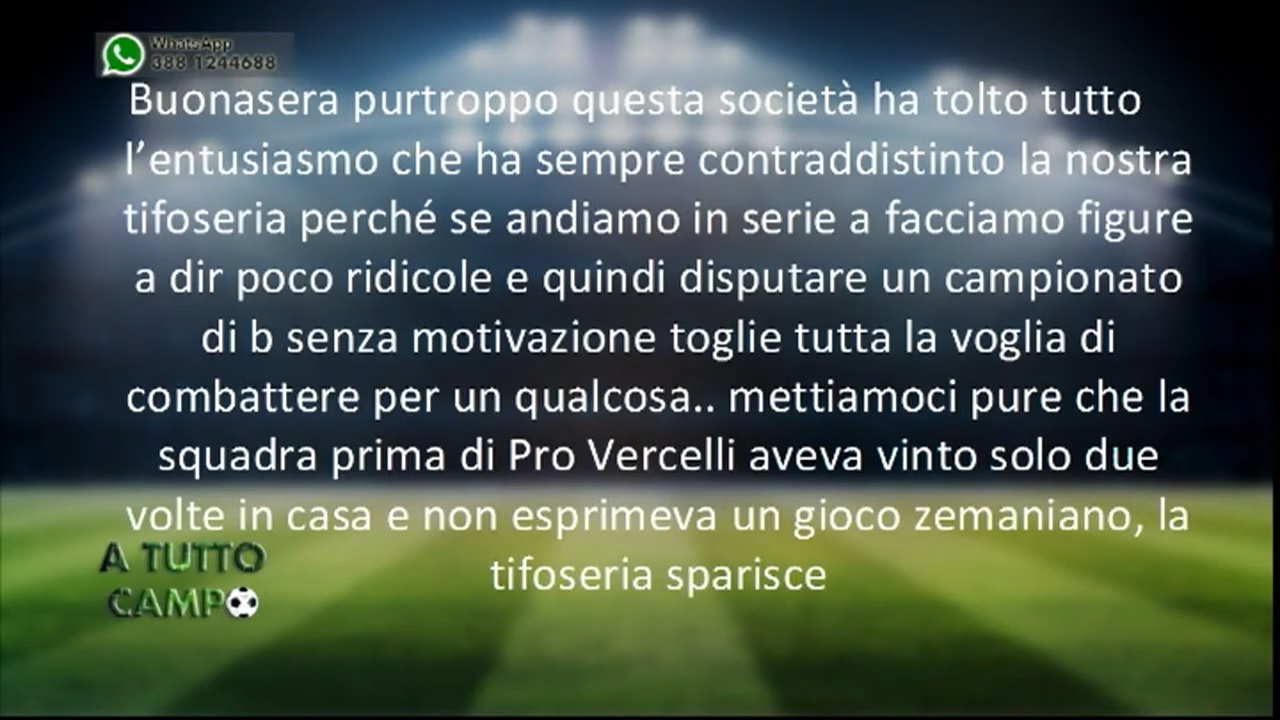 WhatsApp
388 1244688
Buonasera purtroppo questa società ha tolto tutto
l'entusiasmo che ha sempre contraddistinto la nostra
tifoseria perché se andiamo in serie a facciamo figure
a dir poco ridicole e quindi disputare un campionato
di b senza motivazione toglie tutta la voglia di
combattere per un qualcosa.. mettiamoci pure che la
squadra prima di Pro Vercelli aveva vinto solo due
volte in casa e non esprimeva un gioco zemaniano, la
tifoseria sparisce
A TUTTO
CAMPO